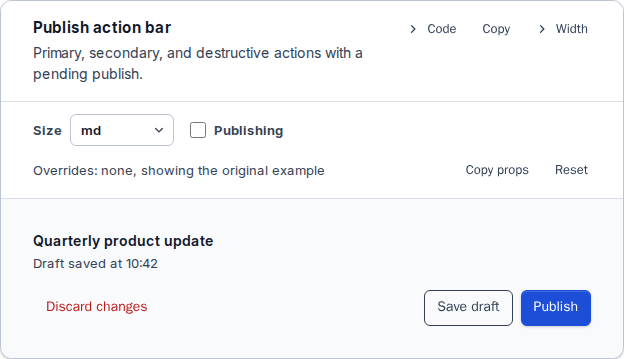 Publish action bar
Code Copy Width
Primary, secondary, and destructive actions with a
pending publish.
Size md Publishing
Overrides: none, showing the original example
Copy props Reset
Quarterly product update
Draft saved at 10:42
Discard changes Save draft Publish